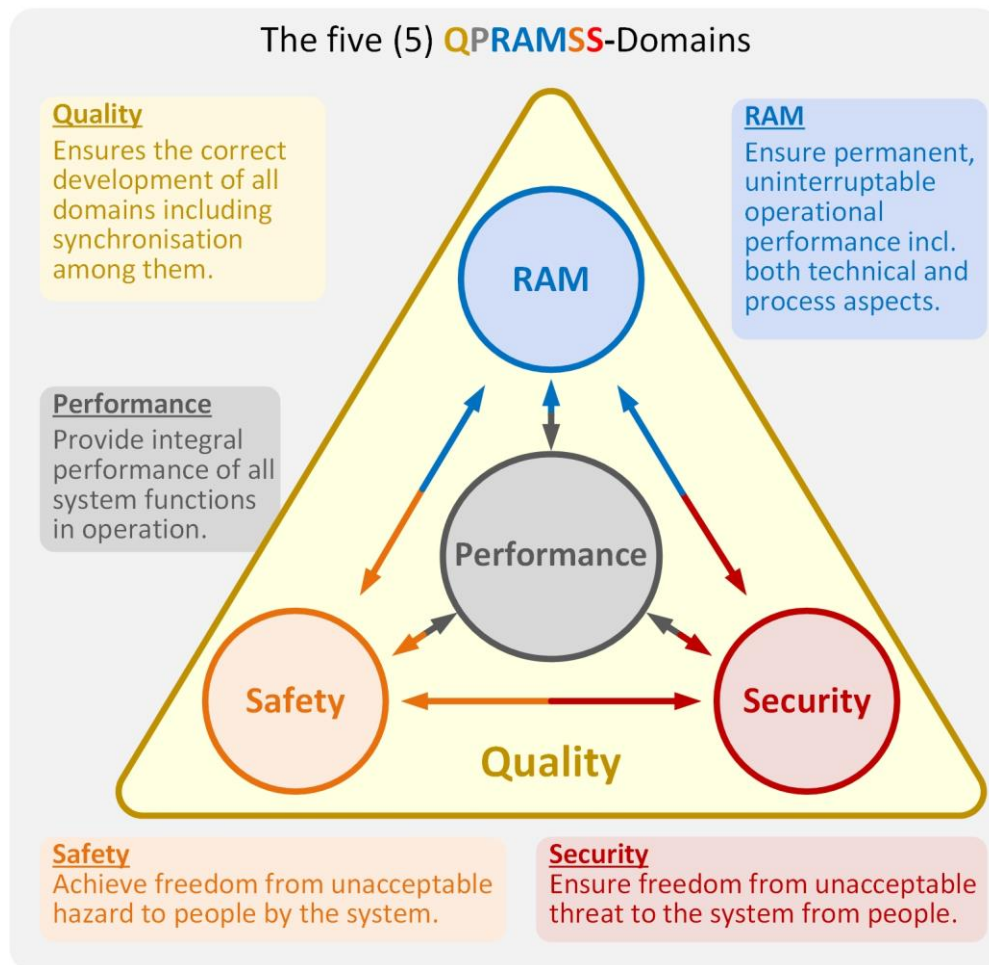 The five (5) QPRAMSS-Domains
Quality
Ensures the correct
development of all
domains including
synchronisation
among them.
RAM
Ensure permanent,
uninterruptable
operational
performance incl.
both technical and
process aspects.
RAM
Performance
Provide integral
performance of all
system functions
in operation.
Performance
Safety
Security
Quality
Safety
Achieve freedom from unacceptable
hazard to people by the system.
Security
Ensure freedom from unacceptable
threat to the system from people.